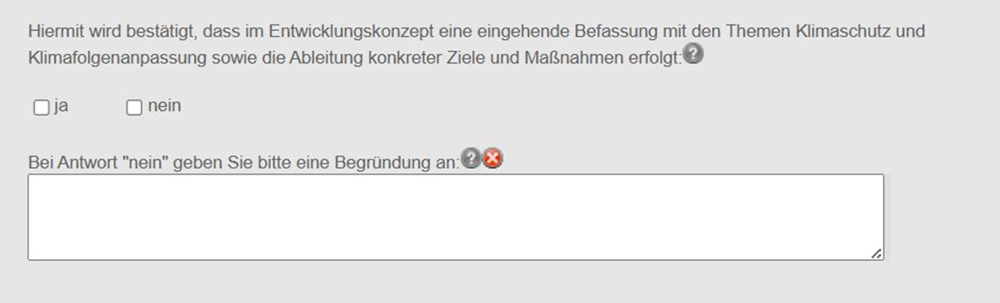 Hiermit wird bestätigt, dass im Entwicklungskonzept eine eingehende Befassung mit den Themen Klimaschutz und
Klimafolgenanpassung sowie die Ableitung konkreter Ziele und Maßnahmen erfolgt:
ja nein
Bei Antwort "nein" geben Sie bitte eine Begründung an: